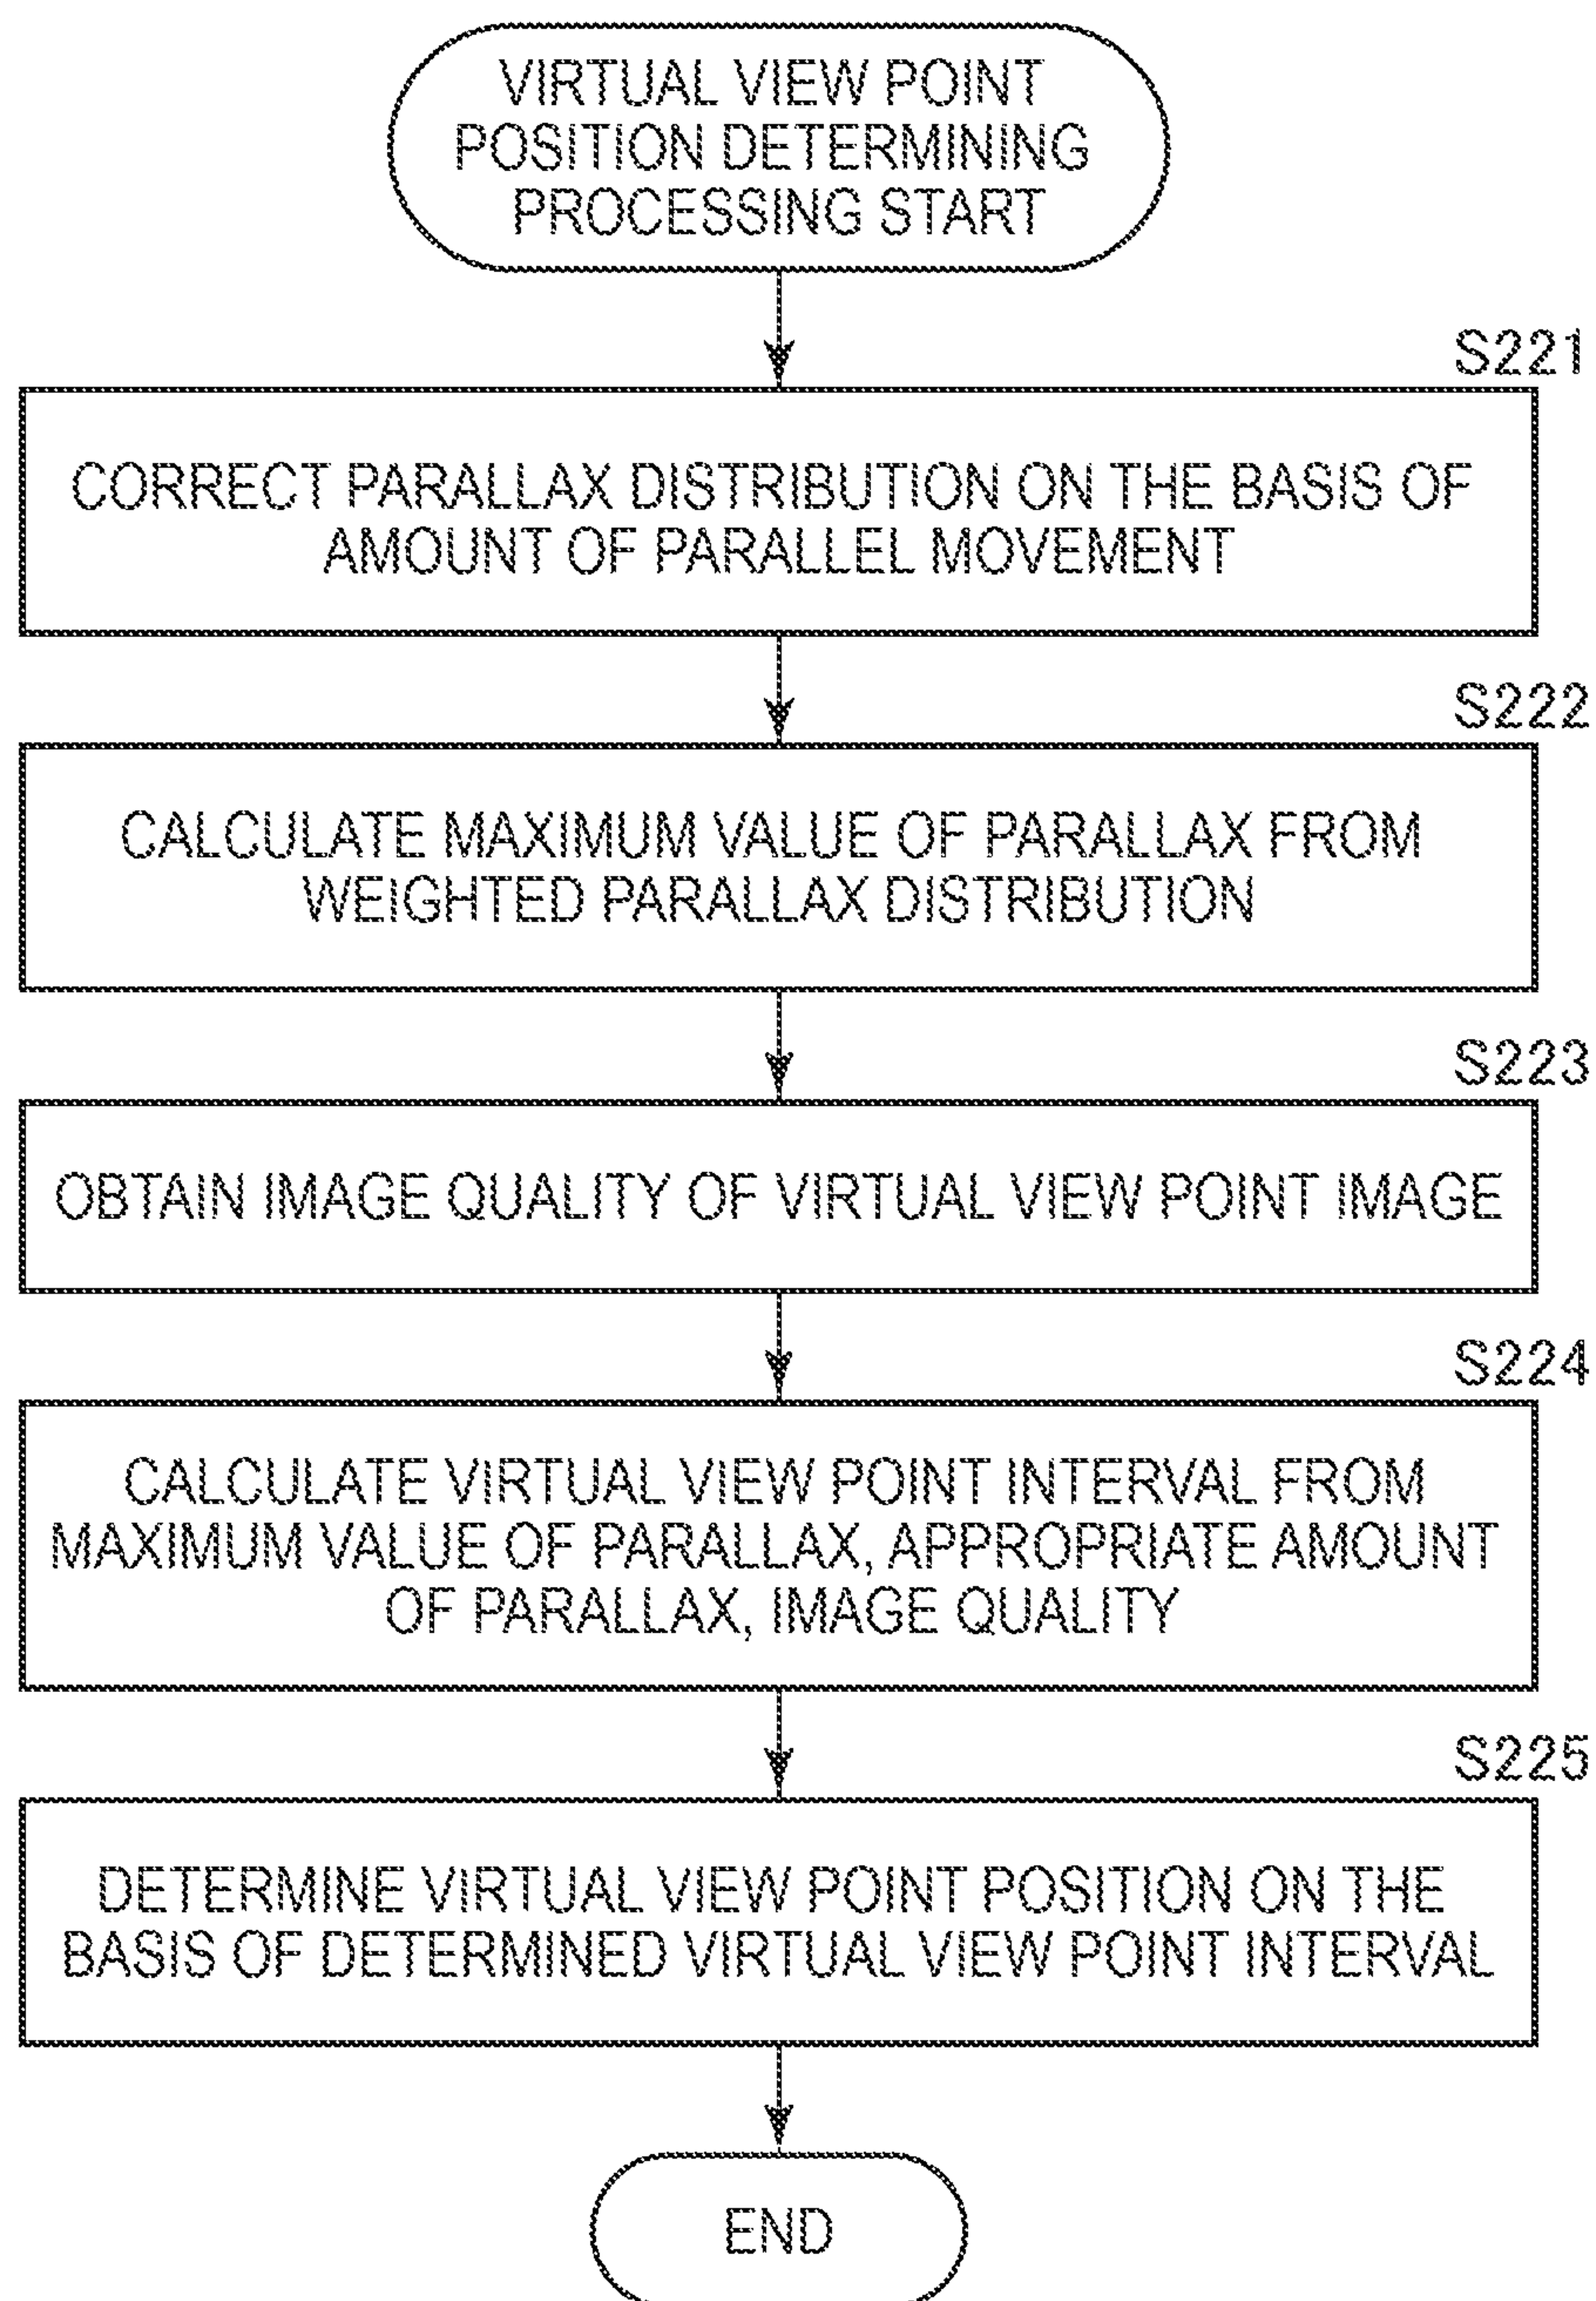 VIRTUAL VIEW POINT
POSITION DETERMINING
PROCESSING START
S221
CORRECT PARALLAX DISTRIBUTION ON THE BASIS OF
AMOUNT OF PARALLEL MOVEMENT
S222
CALCULATE MAXIMUM VALUE OF PARALLAX FROM
WEIGHTED PARALLAX DISTRIBUTION
S223
OBTAIN IMAGE QUALITY OF VIRTUAL VIEW POINT IMAGE
S224
CALCULATE VIRTUAL VIEW POINT INTERVAL FROM
MAXIMUM VALUE OF PARALLAX, APPROPRIATE AMOUNT
OF PARALLAX, IMAGE QUALITY
S225
DETERMINE VIRTUAL VIEW POINT POSITION ON THE
BASIS OF DETERMINED VIRTUAL VIEW POINT INTERVAL
END